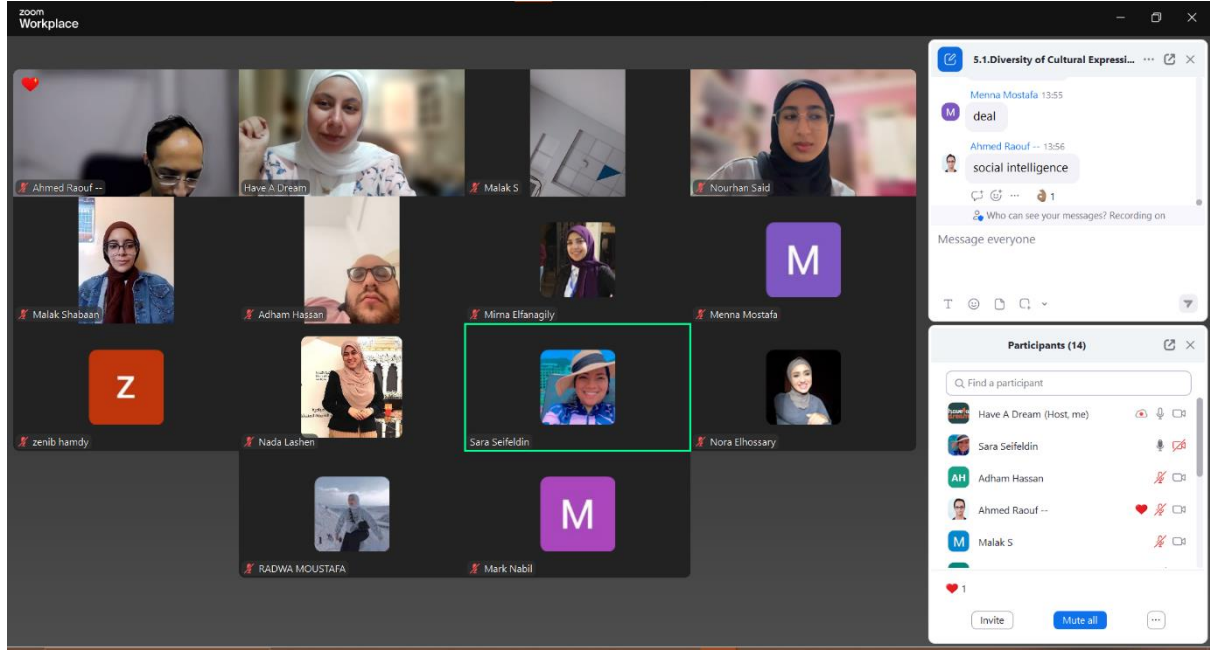 zoom
Workplace
Ahmed Raouf --
Have A Dream
Malak S
Nourhan Said
Malak Shabaan
Adham Hassan
Mirna Elfanagily
M
Menna Mostafa
Z
zenib hamdy
Nada Lashen
Sara Seifeldin
Nora Elhossary
RADWA MOUSTAFA
M
Mark Nabil
5.1.Diversity of Cultural Expressi...
Menna Mostafa 13:55
M
deal
Ahmed Raouf -- 13:56
social intelligence
1
Who can see your messages? Recording on
Message everyone
Participants (14)
Find a participant
Have A Dream (Host, me)
Sara Seifeldin
AH Adham Hassan
Ahmed Raouf --
M Malak S
1
Invite
Mute all